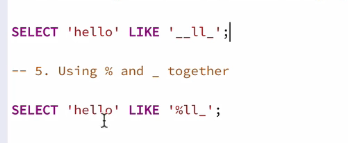 SELECT 'hello' LIKE '__ll_';
-- 5. Using % and _ together
SELECT 'hello' LIKE '%ll_';